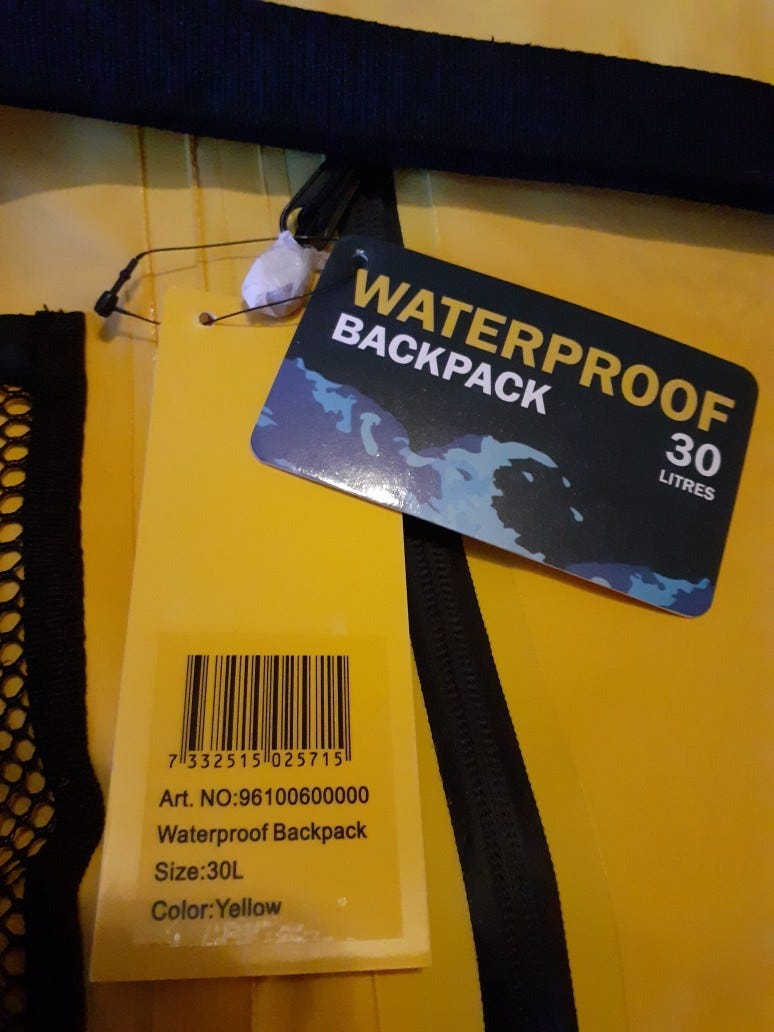 WATERPROOF
BACKPACK
30
LITRES
7 332515 025715
Art. NO:96100600000
Waterproof Backpack
Size:30L
Color:Yellow